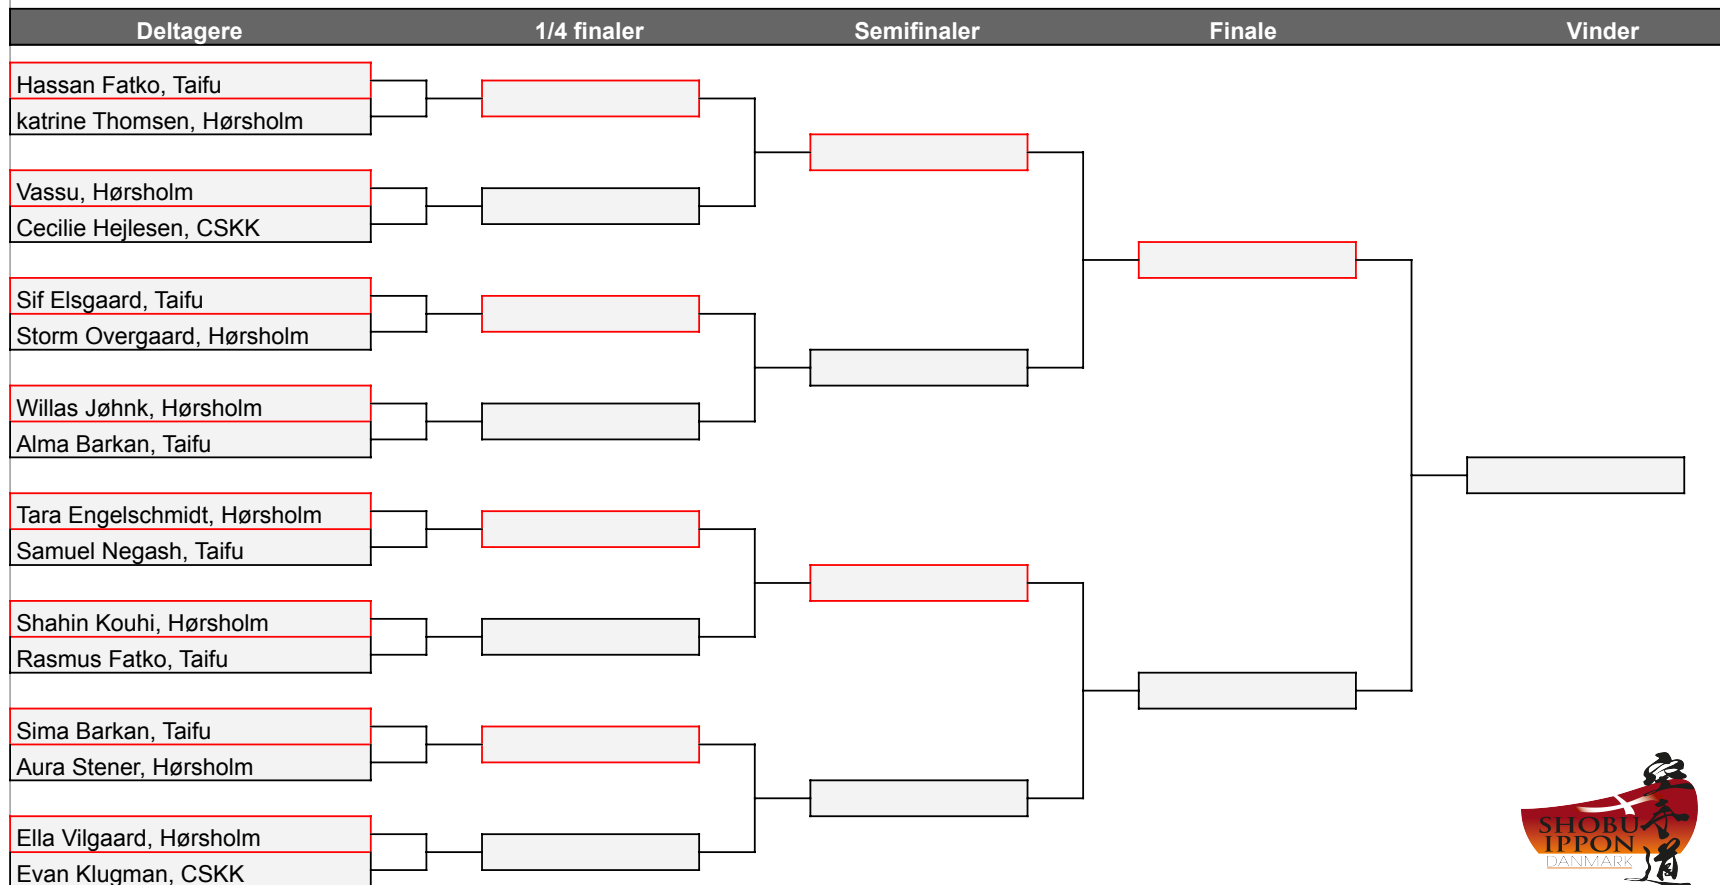 Deltagere 1/4 finaler Semifinaler Finale Vinder
Hassan Fatko, Taifu
katrine Thomsen, Hørsholm
Vassu, Hørsholm
Cecilie Hejlesen, CSKK
Sif Elsgaard, Taifu
Storm Overgaard, Hørsholm
Willas Jøhnk, Hørsholm
Alma Barkan, Taifu
Tara Engelschmidt, Hørsholm
Samuel Negash, Taifu
Shahin Kouhi, Hørsholm
Rasmus Fatko, Taifu
Sima Barkan, Taifu
Aura Stener, Hørsholm
Ella Vilgaard, Hørsholm
Evan Klugman, CSKK
空手道
SHOBU
IPPON
DANMARK